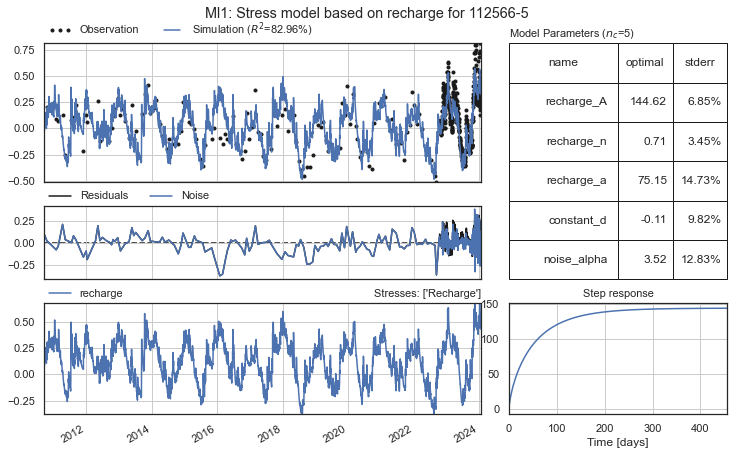 Ml1: Stress model based on recharge for 112566-5
Observation Simulation (R²=82.96%)
0.75
0.50
0.25
0.00
−0.25
−0.50
Residuals Noise
0.25
0.00
−0.25
recharge Stresses: ['Recharge']
0.50
0.25
0.00
−0.25
2012 2014 2016 2018 2020 2022 2024
Model Parameters (n_c=5)
name optimal stderr
recharge_A 144.62 6.85%
recharge_n 0.71 3.45%
recharge_a 75.15 14.73%
constant_d -0.11 9.82%
noise_alpha 3.52 12.83%
Step response
150
100
50
0
0 100 200 300 400
Time [days]